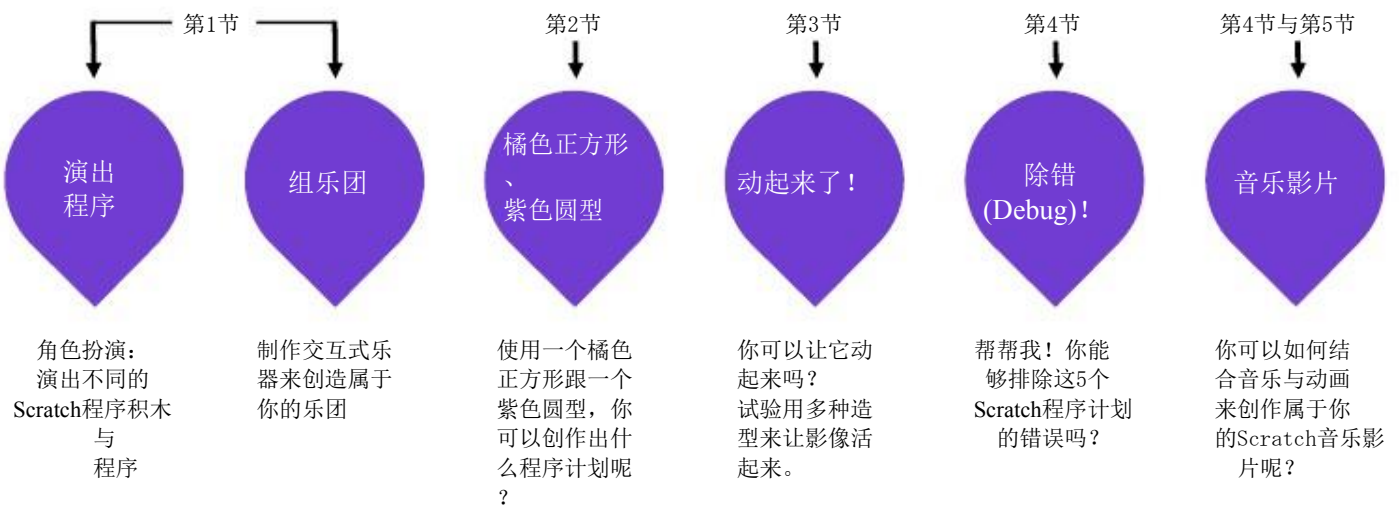 第1节
第2节
第3节
第4节
第4节与第5节
演出
程序
组乐团
橘色正方形
、
紫色圆型
动起来了！
除错
(Debug)！
音乐影片
角色扮演：
演出不同的
Scratch程序积木
与
程序
制作交互式乐
器来创造属于
你的乐团
使用一个橘色
正方形跟一个
紫色圆型，你
可以创作出什
么程序计划呢
？
你可以让它动
起来吗？
试验用多种造
型来让影像活
起来。
帮帮我！你能
够排除这5个
Scratch程序计划
的错误吗？
你可以如何结
合音乐与动画
来创作属于你
的Scratch音乐影
片呢？